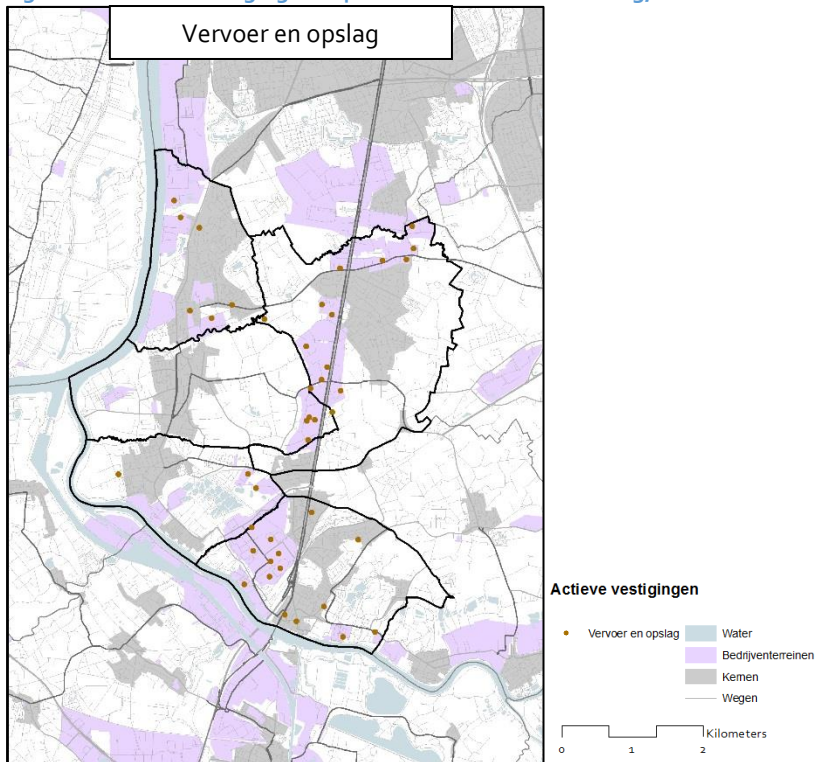 Vervoer en opslag
Actieve vestigingen
Vervoer en opslag
Water
Bedrijventerreinen
Kernen
Wegen
Kilometers
0 1 2